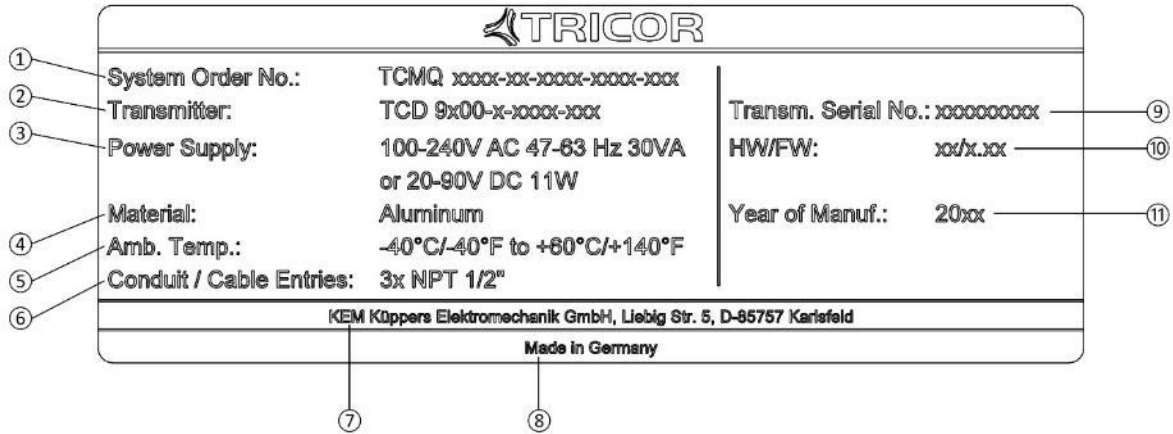 TRICOR
① System Order No.: TCMQ xxxx-xx-xxxx-xxxx-xxx
② Transmitter: TCD 9x00-x-xxxx-xxx Transm. Serial No.: xxxxxxxxx ⑨
③ Power Supply: 100-240V AC 47-63 Hz 30VA HW/FW: xx/x.xx ⑩
or 20-90V DC 11W
④ Material: Aluminum Year of Manuf.: 20xx ⑪
⑤ Amb. Temp.: -40°C/-40°F to +60°C/+140°F
⑥ Conduit / Cable Entries: 3x NPT 1/2"
KEM Küppers Elektromechanik GmbH, Liebig Str. 5, D-85757 Karlsfeld
Made in Germany
⑦ ⑧